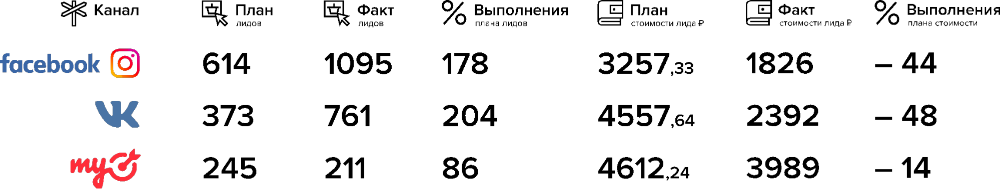 Канал План лидов Факт лидов % Выполнения плана лидов План стоимости лида ₽ Факт стоимости лида ₽ % Выполнения плана стоимости
facebook 614 1095 178 3257,33 1826 – 44
VK 373 761 204 4557,64 2392 – 48
my 245 211 86 4612,24 3989 – 14